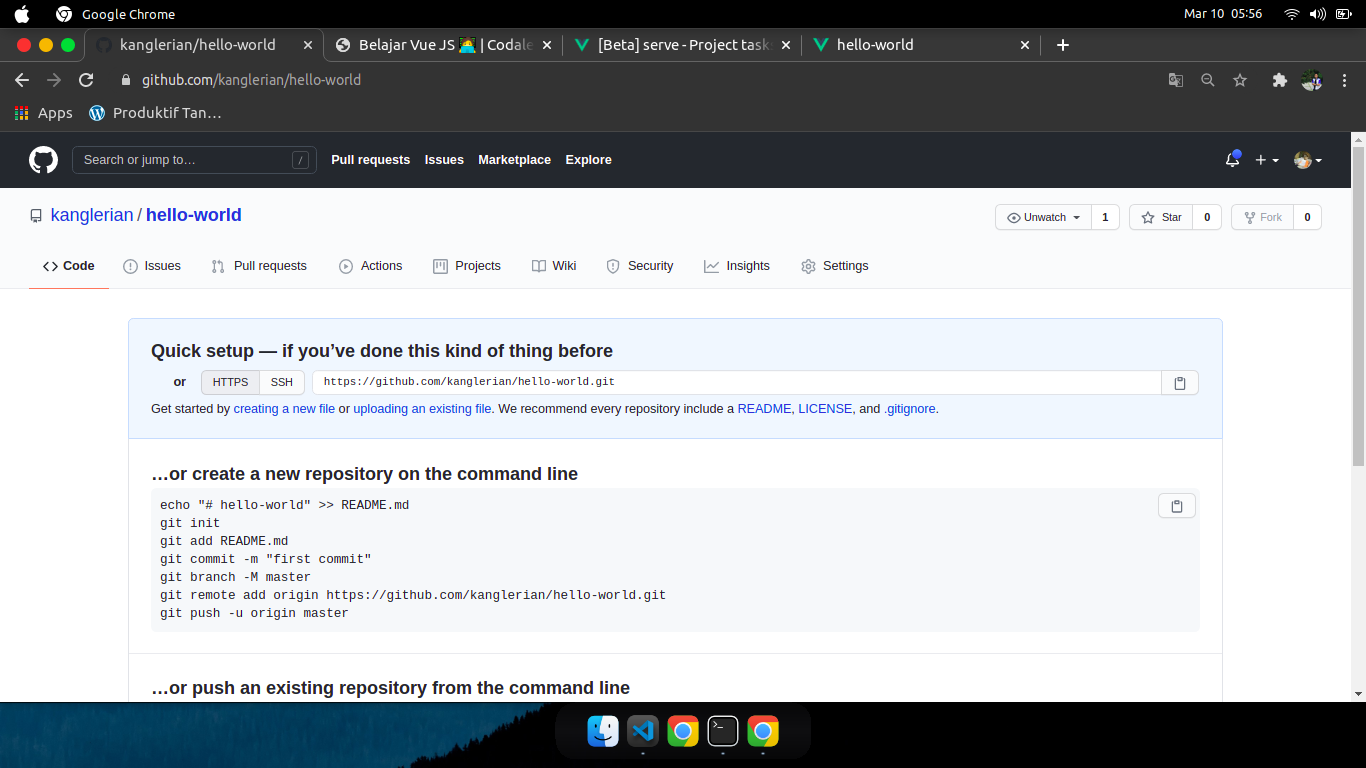 Google Chrome
Mar 10 05:56
kanglerian/hello-world
Belajar Vue JS 🧑‍💻 | Codale
[Beta] serve - Project task
hello-world
github.com/kanglerian/hello-world
Apps
Produktif Tan…
Search or jump to…
/
Pull requests
Issues
Marketplace
Explore
kanglerian / hello-world
Unwatch
1
Star
0
Fork
0
Code
Issues
Pull requests
Actions
Projects
Wiki
Security
Insights
Settings
Quick setup — if you’ve done this kind of thing before
or
HTTPS
SSH
https://github.com/kanglerian/hello-world.git
Get started by creating a new file or uploading an existing file. We recommend every repository include a README, LICENSE, and .gitignore.
…or create a new repository on the command line
echo "# hello-world" >> README.md
git init
git add README.md
git commit -m "first commit"
git branch -M master
git remote add origin https://github.com/kanglerian/hello-world.git
git push -u origin master
…or push an existing repository from the command line